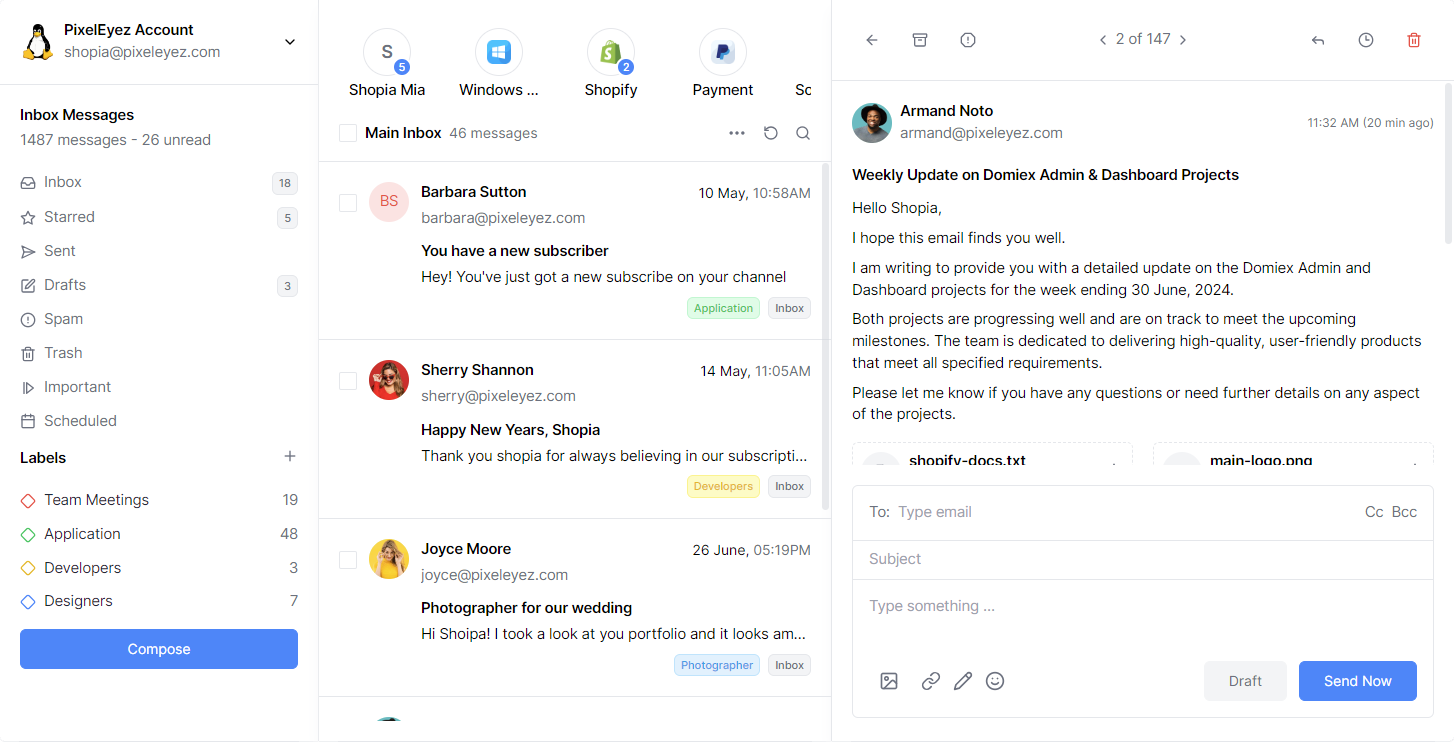 PixelEyez Account
shopia@pixeleyez.com
Inbox Messages
1487 messages - 26 unread
Inbox 18
Starred 5
Sent
Drafts 3
Spam
Trash
Important
Scheduled
Labels
Team Meetings 19
Application 48
Developers 3
Designers 7
Compose
S 5 2
Shopia Mia Windows ... Shopify Payment So
Main Inbox 46 messages
BS
Barbara Sutton 10 May, 10:58AM
barbara@pixeleyez.com
You have a new subscriber
Hey! You've just got a new subscribe on your channel
Application Inbox
Sherry Shannon 14 May, 11:05AM
sherry@pixeleyez.com
Happy New Years, Shopia
Thank you shopia for always believing in our subscripti...
Developers Inbox
Joyce Moore 26 June, 05:19PM
joyce@pixeleyez.com
Photographer for our wedding
Hi Shoipa! I took a look at you portfolio and it looks am...
Photographer Inbox
2 of 147
Armand Noto
armand@pixeleyez.com
11:32 AM (20 min ago)
Weekly Update on Domiex Admin & Dashboard Projects
Hello Shopia,
I hope this email finds you well.
I am writing to provide you with a detailed update on the Domiex Admin and
Dashboard projects for the week ending 30 June, 2024.
Both projects are progressing well and are on track to meet the upcoming
milestones. The team is dedicated to delivering high-quality, user-friendly products
that meet all specified requirements.
Please let me know if you have any questions or need further details on any aspect
of the projects.
shopify-docs.txt main-logo.png
To: Type email Cc Bcc
Subject
Type something ...
Draft Send Now